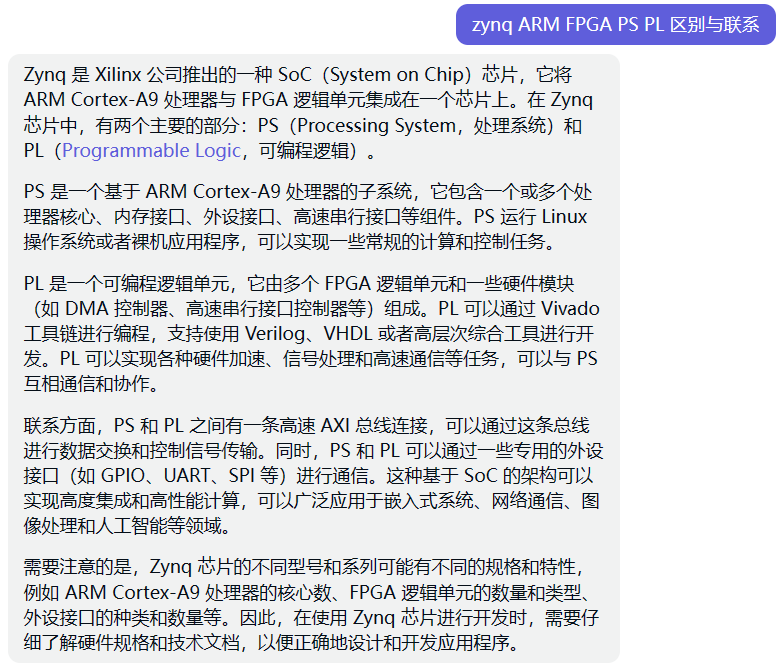 zynq ARM FPGA PS PL 区别与联系
Zynq 是 Xilinx 公司推出的一种 SoC（System on Chip）芯片，它将
ARM Cortex-A9 处理器与 FPGA 逻辑单元集成在一个芯片上。在 Zynq
芯片中，有两个主要的部分：PS（Processing System，处理系统）和
PL（Programmable Logic，可编程逻辑）。
PS 是一个基于 ARM Cortex-A9 处理器的子系统，它包含一个或多个处
理器核心、内存接口、外设接口、高速串行接口等组件。PS 运行 Linux
操作系统或者裸机应用程序，可以实现一些常规的计算和控制任务。
PL 是一个可编程逻辑单元，它由多个 FPGA 逻辑单元和一些硬件模块
（如 DMA 控制器、高速串行接口控制器等）组成。PL 可以通过 Vivado
工具链进行编程，支持使用 Verilog、VHDL 或者高层次综合工具进行开
发。PL 可以实现各种硬件加速、信号处理和高速通信等任务，可以与 PS
互相通信和协作。
联系方面，PS 和 PL 之间有一条高速 AXI 总线连接，可以通过这条总线
进行数据交换和控制信号传输。同时，PS 和 PL 可以通过一些专用的外设
接口（如 GPIO、UART、SPI 等）进行通信。这种基于 SoC 的架构可以
实现高度集成和高性能计算，可以广泛应用于嵌入式系统、网络通信、图
像处理和人工智能等领域。
需要注意的是，Zynq 芯片的不同型号和系列可能有不同的规格和特性，
例如 ARM Cortex-A9 处理器的核心数、FPGA 逻辑单元的数量和类型、
外设接口的种类和数量等。因此，在使用 Zynq 芯片进行开发时，需要仔
细了解硬件规格和技术文档，以便正确地设计和开发应用程序。